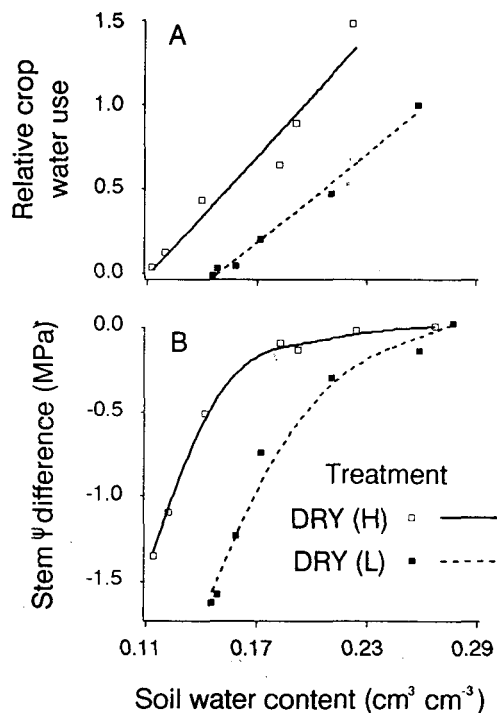 A
Relative crop
water use
1.5
1.0
0.5
0.0
B
Stem Ψ difference (MPa)
0.0
-0.5
-1.0
-1.5
Treatment
DRY (H)
DRY (L)
0.11 0.17 0.23 0.29
Soil water content (cm³ cm⁻³)